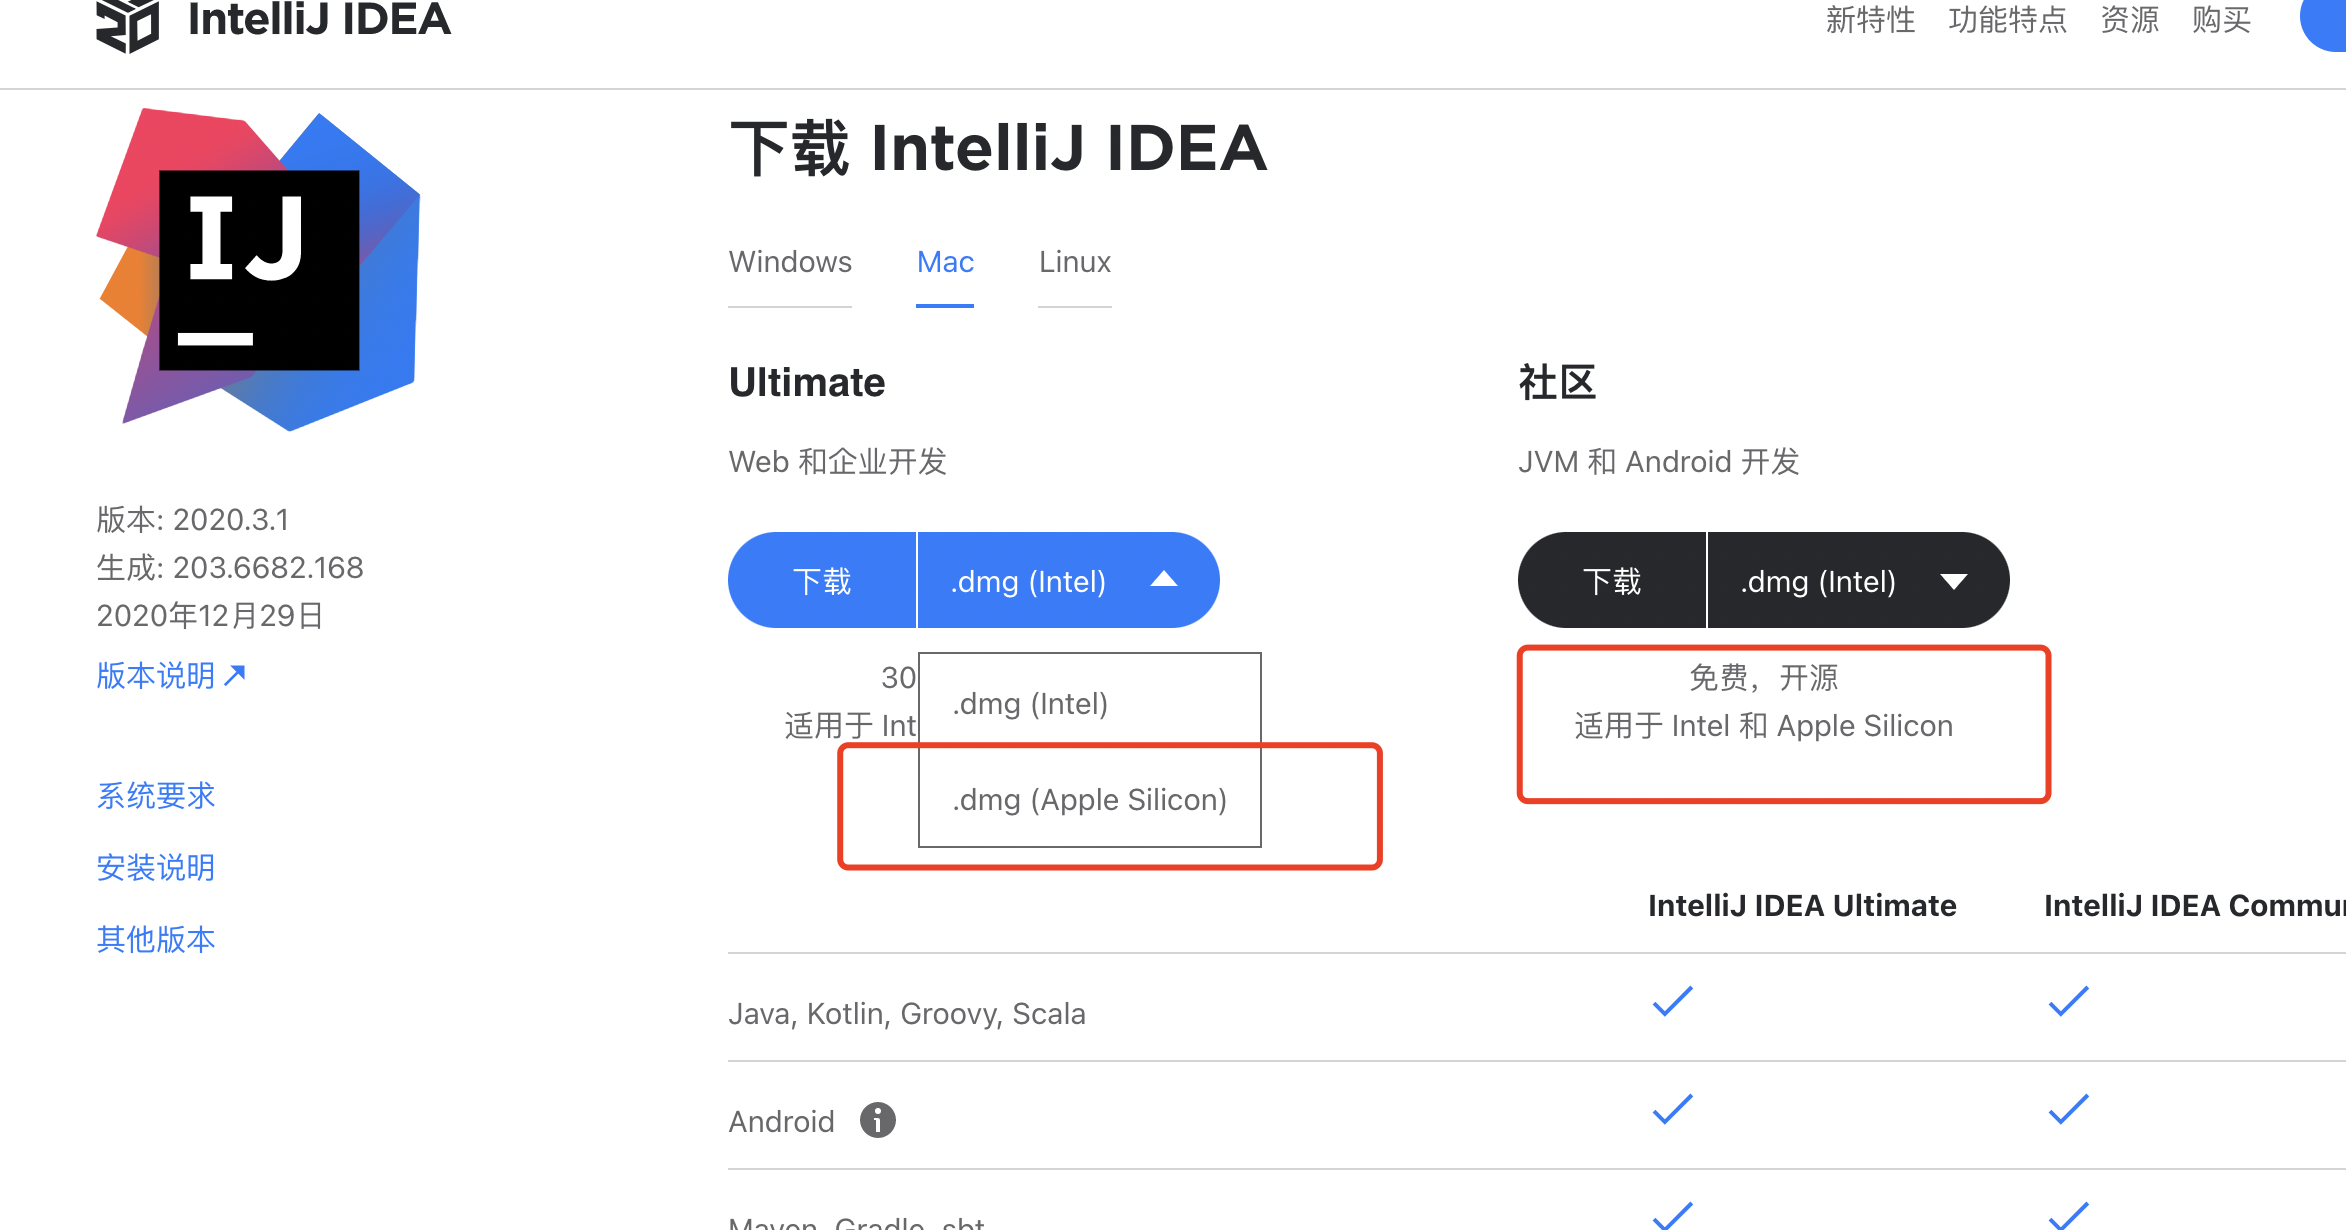 IntelliJ IDEA
新特性 功能特点 资源 购买
下载 IntelliJ IDEA
Windows Mac Linux
IJ
版本: 2020.3.1
生成: 203.6682.168
2020年12月29日
版本说明
系统要求
安装说明
其他版本
Ultimate
Web 和企业开发
下载 .dmg (Intel)
30
适用于 Int
.dmg (Intel)
.dmg (Apple Silicon)
社区
JVM 和 Android 开发
下载 .dmg (Intel)
免费，开源
适用于 Intel 和 Apple Silicon
IntelliJ IDEA Ultimate IntelliJ IDEA Commu
Java, Kotlin, Groovy, Scala
Android
Maven, Gradle, sbt